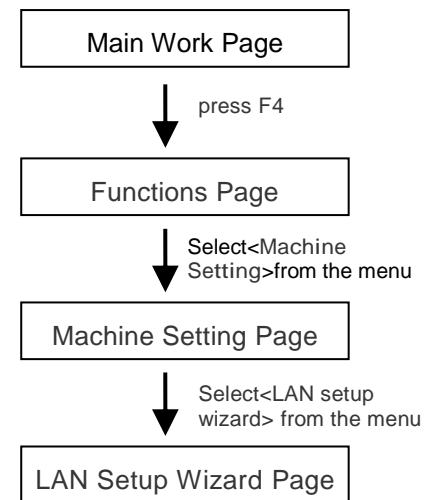 Main Work Page
press F4
Functions Page
Select<Machine
Setting>from the menu
Machine Setting Page
Select<LAN setup
wizard> from the menu
LAN Setup Wizard Page